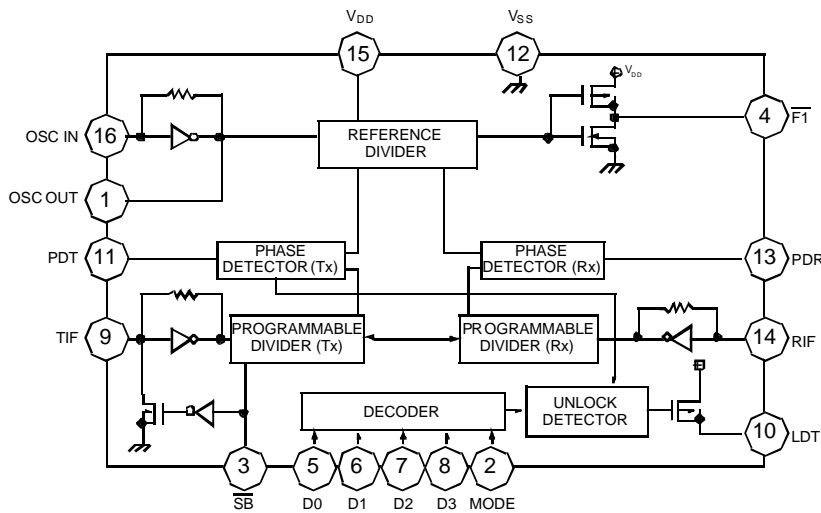 VDD
VSS
15
12
VDD
16
OSC IN
4
F1
REFERENCE
DIVIDER
OSC OUT
1
PDT
11
PHASE
DETECTOR (Tx)
PHASE
DETECTOR (Rx)
13
PDR
TIF
9
PROGRAMMABLE
DIVIDER (Tx)
PROGRAMMABLE
DIVIDER (Rx)
14
RIF
DECODER
UNLOCK
DETECTOR
10
LDT
3
5
6
7
8
2
SB
D0
D1
D2
D3
MODE